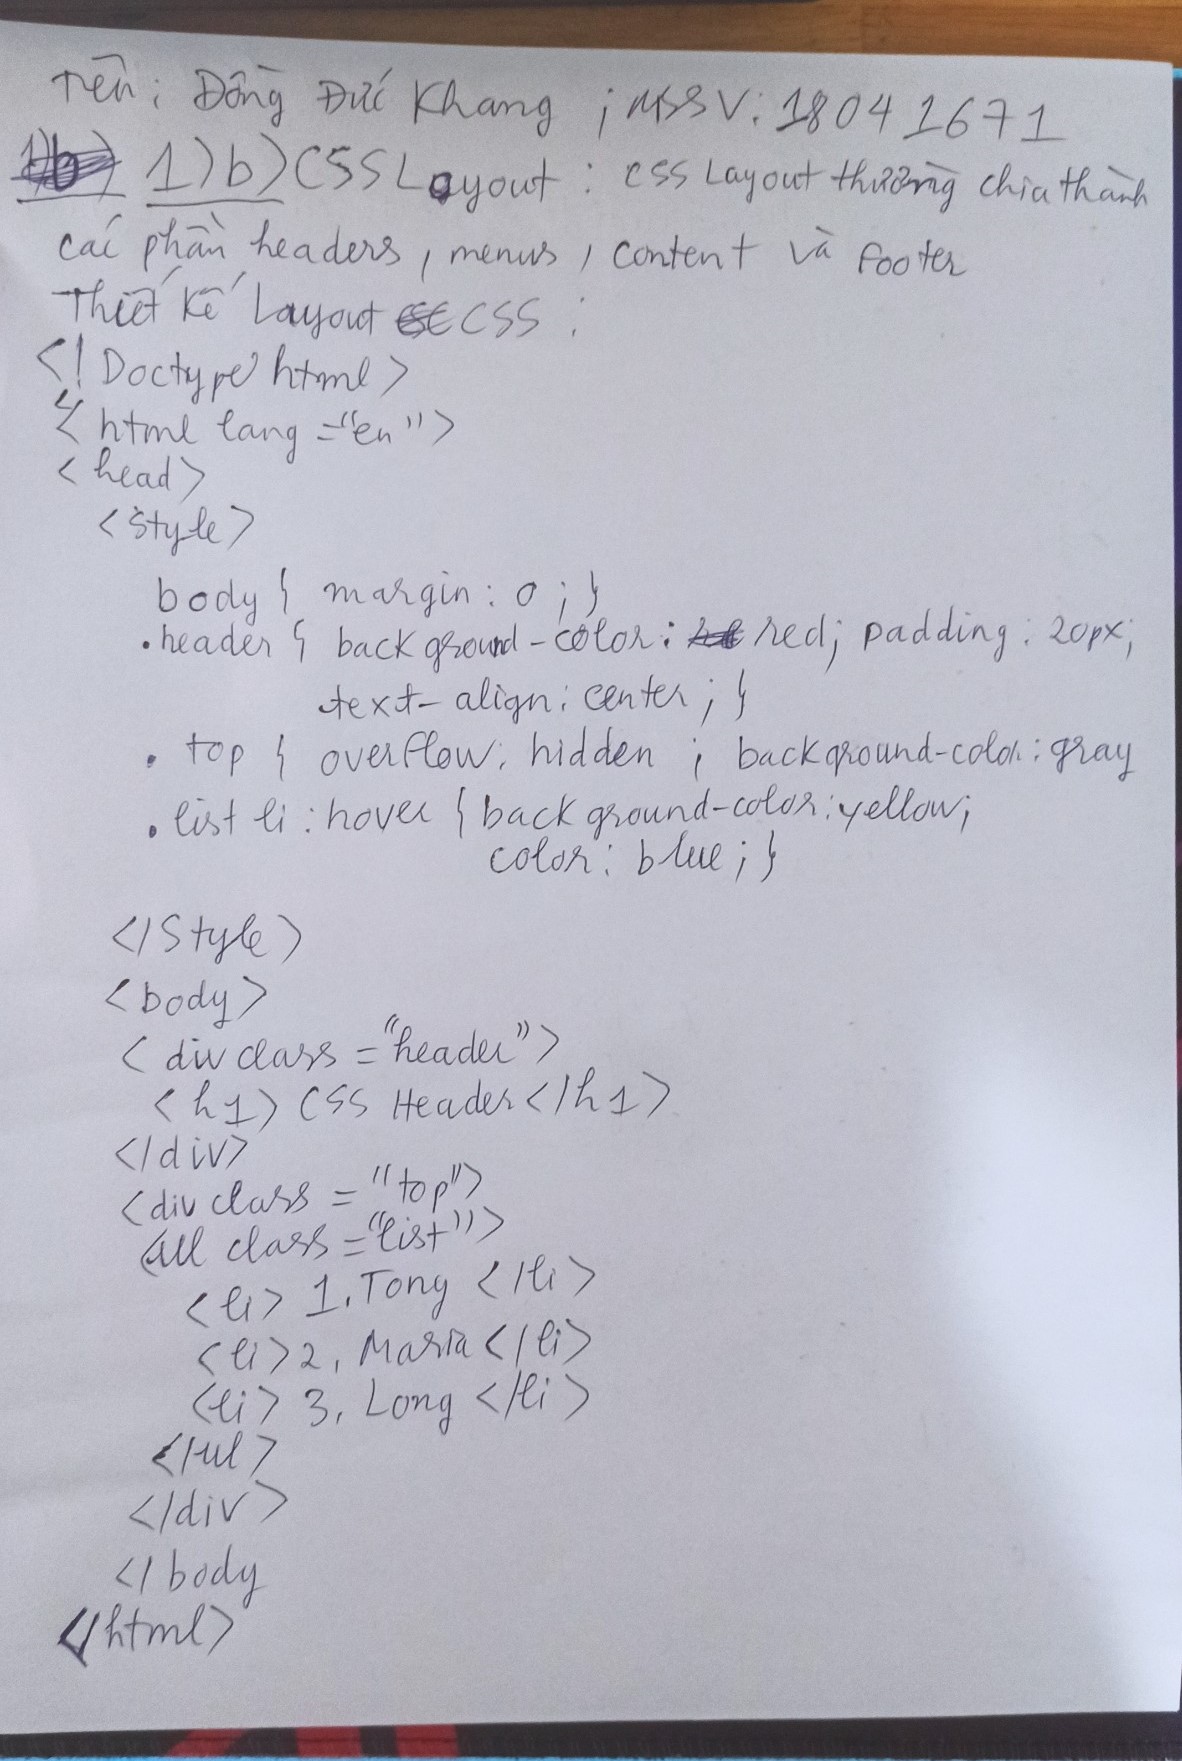 Tên: Đồng Đức Khang ; MSSV: 18041671
1)b) CSS Layout : CSS Layout thường chia thành
các phần headers, menus, content và footer
Thiết kế Layout CSS :
<! Doctype html>
< html lang ="en">
< head>
<style>
body { margin: 0 ; }
.header { background-color: red; padding: 20px;
text-align: center ; }
. top { overflow: hidden ; background-color: gray
. list li : hover { background-color: yellow;
color: blue ; }
</Style>
<body>
< div class ="header">
<h1> CSS Header </h1>
</div>
<div class = "top">
<ul class ="list">
<li> 1. Tong </li>
<li> 2, Maria </li>
<li> 3, Long </li>
</ul>
</div>
</ body
</html>